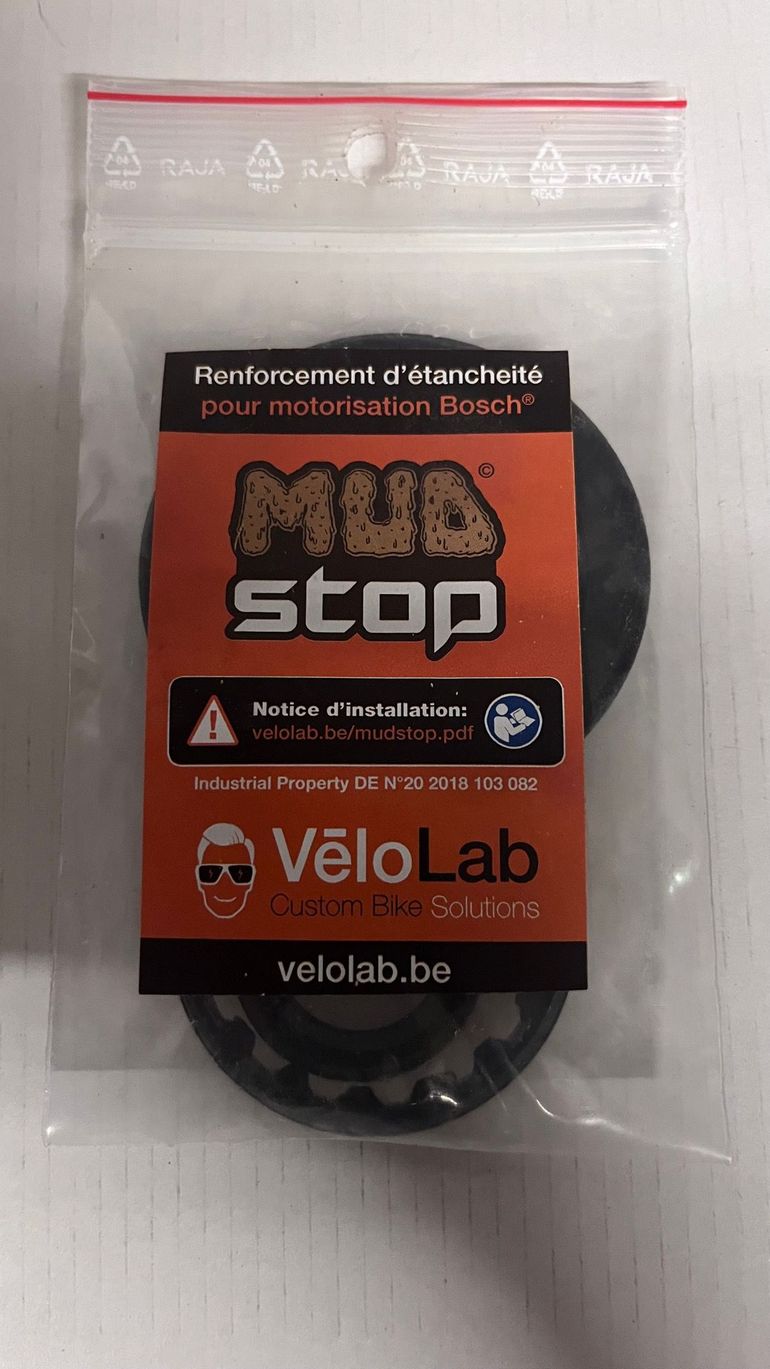 RAJA RAJA RAJA RAJA
Renforcement d'étancheité
pour motorisation Bosch®
MUD ©
stop
Notice d'installation:
velolab.be/mudstop.pdf
Industrial Property DE N°20 2018 103 082
VēloLab
Custom Bike Solutions
velolab.be